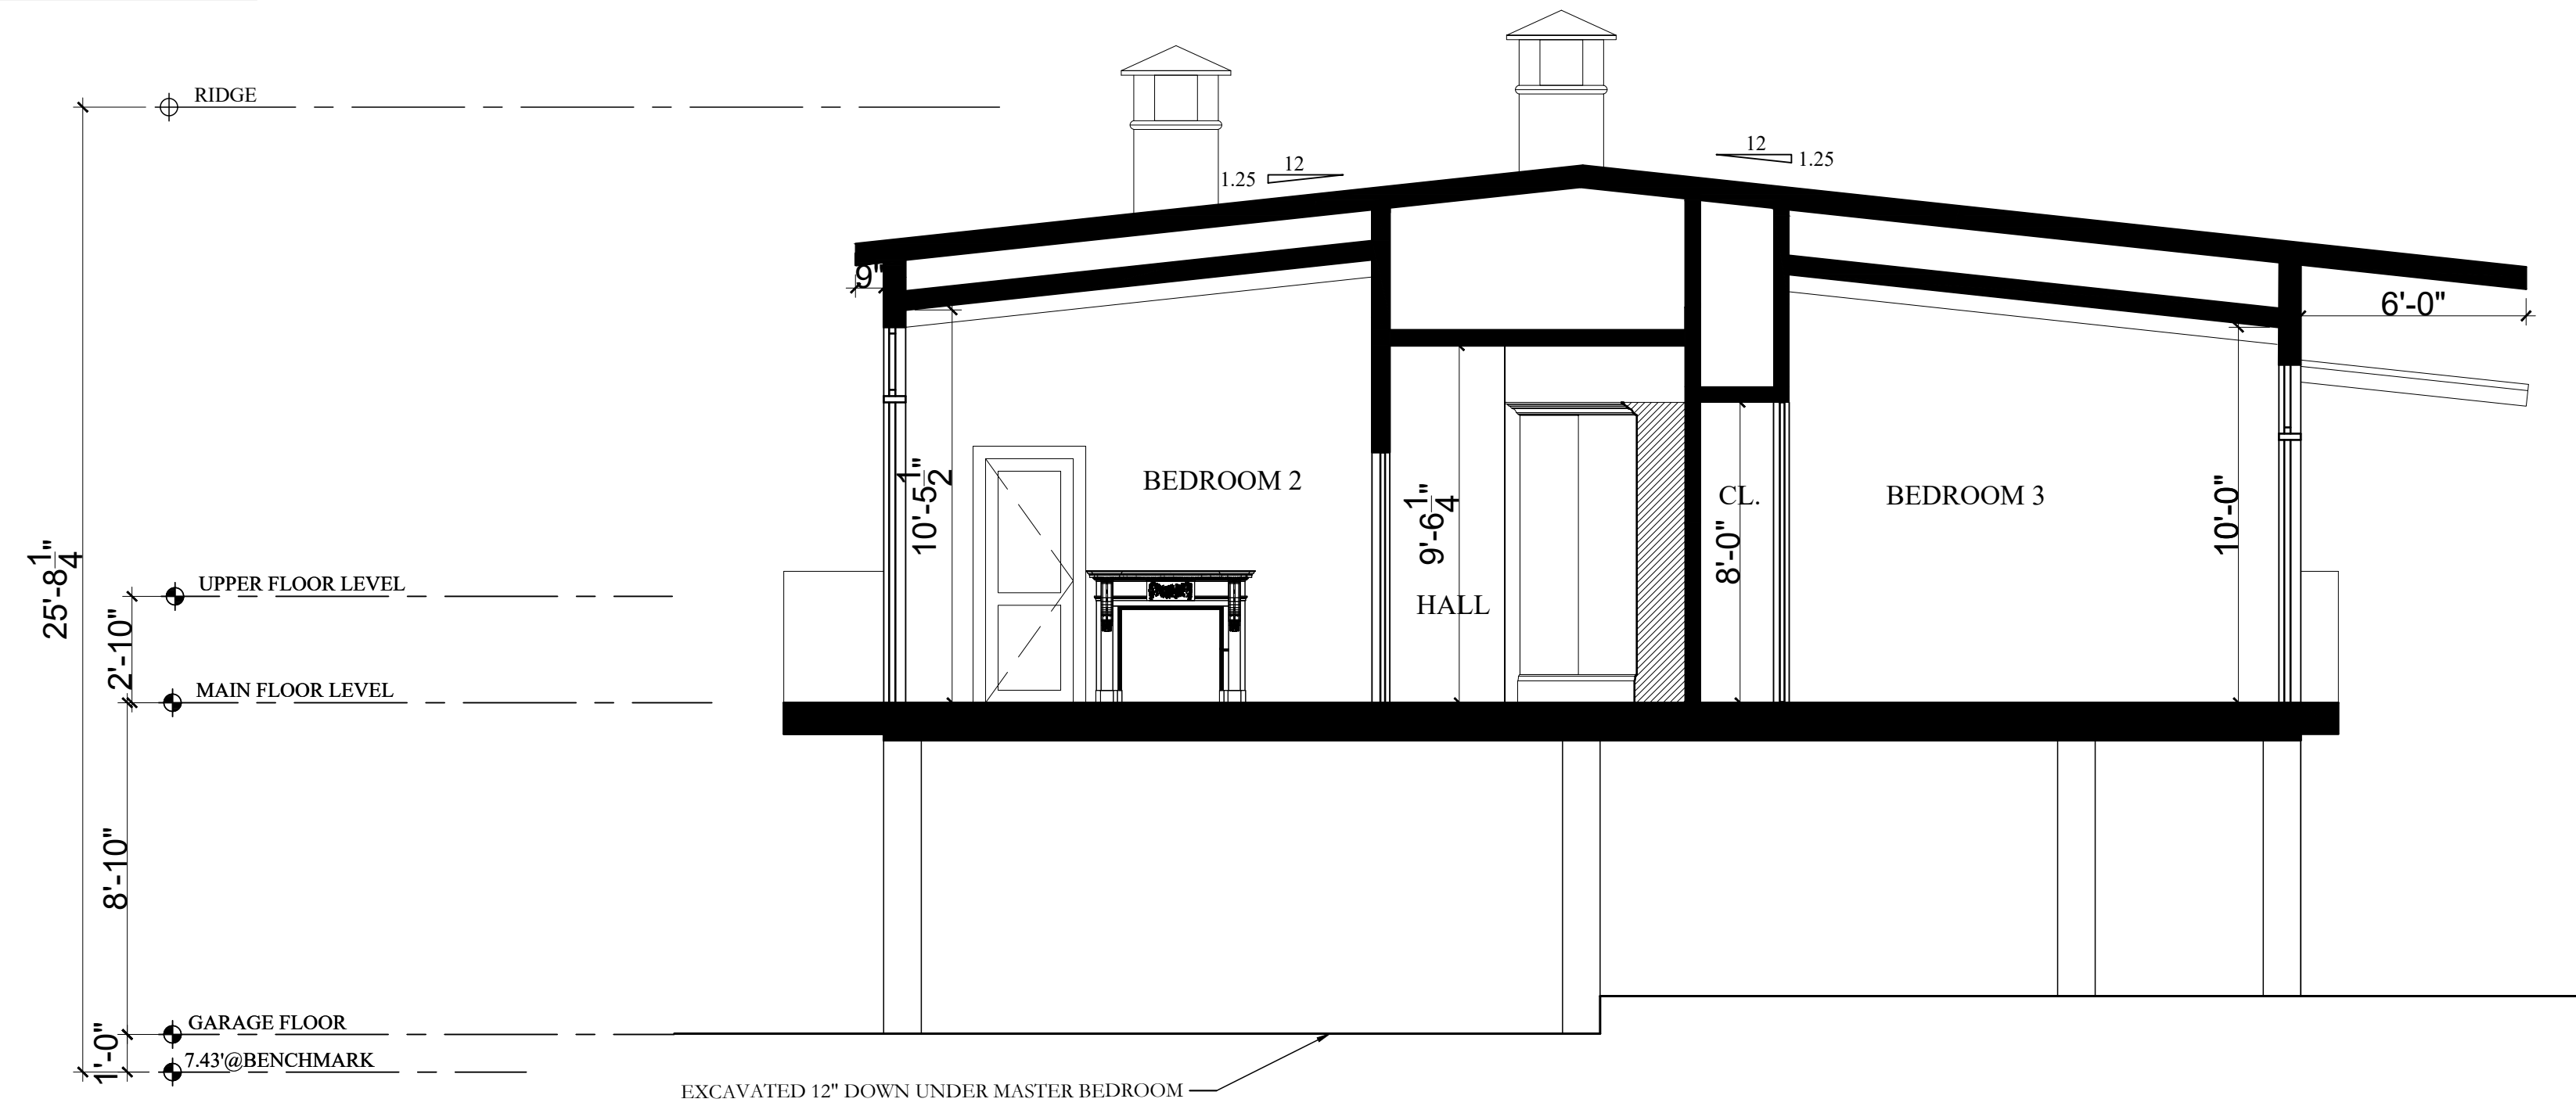 RIDGE
12
1.25
12
1.25
9"
6'-0"
10'-5 1/2"
BEDROOM 2
9'-6 1/4"
HALL
CL.
8'-0"
BEDROOM 3
10'-0"
25'-8 1/4"
UPPER FLOOR LEVEL
2'-10"
MAIN FLOOR LEVEL
8'-10"
GARAGE FLOOR
1'-0"
7.43'@BENCHMARK
EXCAVATED 12" DOWN UNDER MASTER BEDROOM